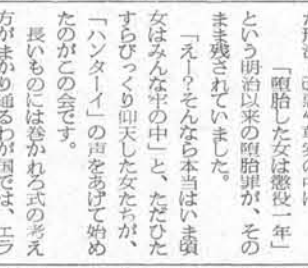 「堕胎した女は懲役一年」
という明治以来の堕胎罪が、その
まま残されていました。
「えー？そんなら本当はいま頃
女はみんな牢の中」と、ただひた
すらびっくり仰天した女たちが、
「ハンターイ」の声をあげて始め
たのがこの会です。
長いものには巻かれろ式の考え
方がまかり通るわが国では、エラ